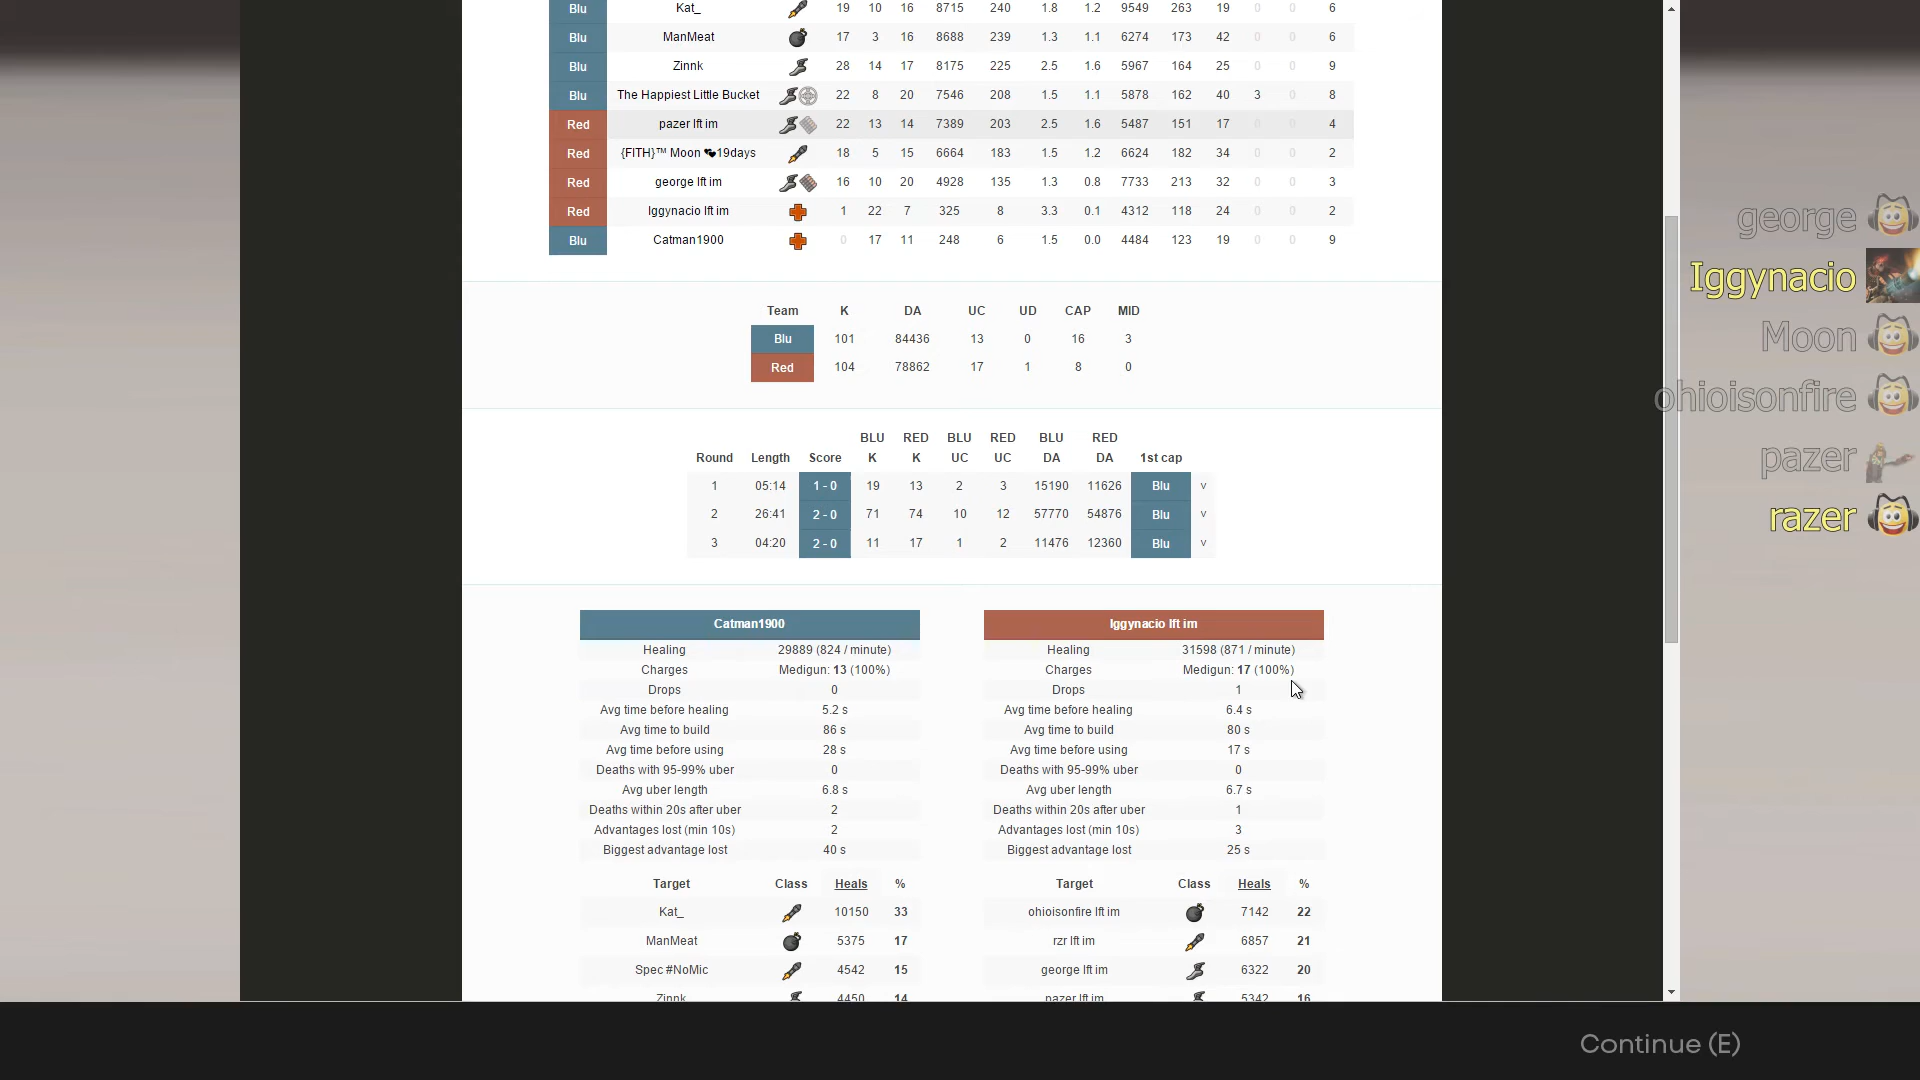 Blu Kat_ 19 10 16 8715 240 1.8 1.2 9549 263 19 0 0 6
Blu ManMeat 17 3 16 8688 239 1.3 1.1 6274 173 42 0 0 6
Blu Zinnk 28 14 17 8175 225 2.5 1.6 5967 164 25 0 0 9
Blu The Happiest Little Bucket 22 8 20 7546 208 1.5 1.1 5878 162 40 3 0 8
Red pazer lft im 22 13 14 7389 203 2.5 1.6 5487 151 17 0 0 4
Red {FITH}™ Moon ❤19days 18 5 15 6664 183 1.5 1.2 6624 182 34 0 0 2
Red george lft im 16 10 20 4928 135 1.3 0.8 7733 213 32 0 0 3
Red Iggynacio lft im 1 22 7 325 8 3.3 0.1 4312 118 24 0 0 2
Blu Catman1900 0 17 11 248 6 1.5 0.0 4484 123 19 0 0 9
Team K DA UC UD CAP MID
Blu 101 84436 13 0 16 3
Red 104 78862 17 1 8 0
BLU RED BLU RED BLU RED
Round Length Score K K UC UC DA DA 1st cap
1 05:14 1 - 0 19 13 2 3 15190 11626 Blu v
2 26:41 2 - 0 71 74 10 12 57770 54876 Blu v
3 04:20 2 - 0 11 17 1 2 11476 12360 Blu v
Catman1900
Healing 29889 (824 / minute)
Charges Medigun: 13 (100%)
Drops 0
Avg time before healing 5.2 s
Avg time to build 86 s
Avg time before using 28 s
Deaths with 95-99% uber 0
Avg uber length 6.8 s
Deaths within 20s after uber 2
Advantages lost (min 10s) 2
Biggest advantage lost 40 s
Target Class Heals %
Kat_ 10150 33
ManMeat 5375 17
Spec #NoMic 4542 15
Zinnk 4450 14
Iggynacio lft im
Healing 31598 (871 / minute)
Charges Medigun: 17 (100%)
Drops 1
Avg time before healing 6.4 s
Avg time to build 80 s
Avg time before using 17 s
Deaths with 95-99% uber 0
Avg uber length 6.7 s
Deaths within 20s after uber 1
Advantages lost (min 10s) 3
Biggest advantage lost 25 s
Target Class Heals %
ohioisonfire lft im 7142 22
rzr lft im 6857 21
george lft im 6322 20
pazer lft im 5342 16
george
Iggynacio
Moon
ohioisonfire
pazer
razer
Continue (E)